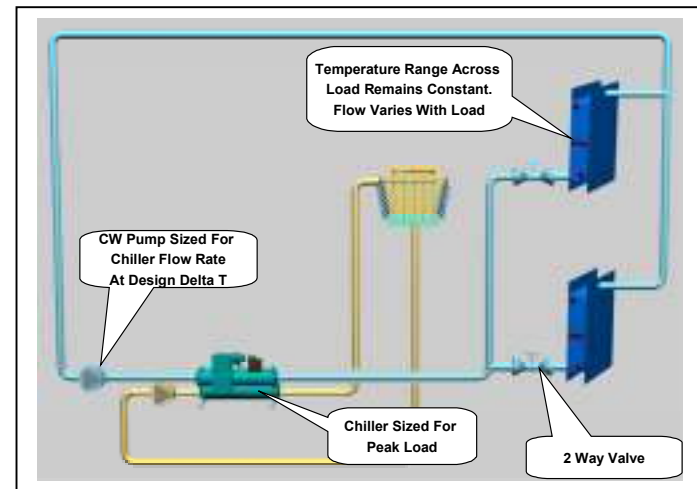 Temperature Range Across
Load Remains Constant.
Flow Varies With Load
CW Pump Sized For
Chiller Flow Rate
At Design Delta T
Chiller Sized For
Peak Load
2 Way Valve